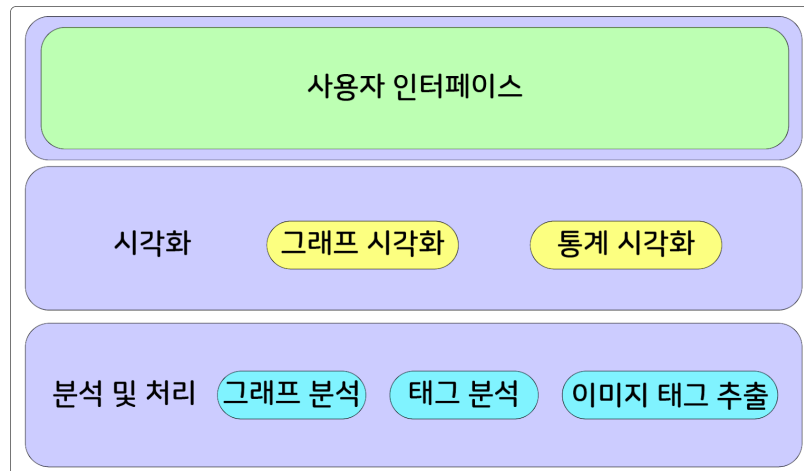 사용자 인터페이스
시각화 그래프 시각화 통계 시각화
분석 및 처리 그래프 분석 태그 분석 이미지 태그 추출